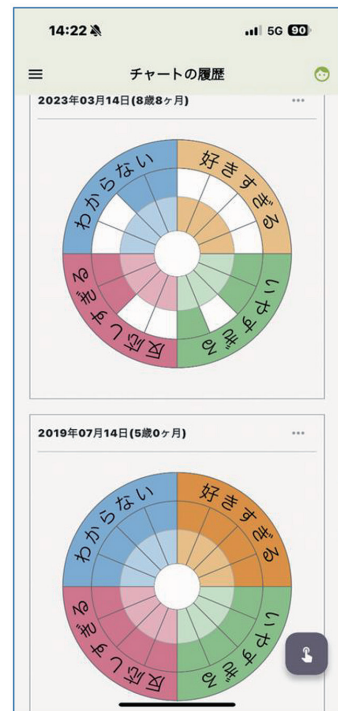 14:22 5G 90
チャートの履歴
2023年03月14日(8歳8ヶ月)
わからない
好きすぎる
反応しすぎる
いやすぎる
2019年07月14日(5歳0ヶ月)
わからない
好きすぎる
反応しすぎる
いやすぎる